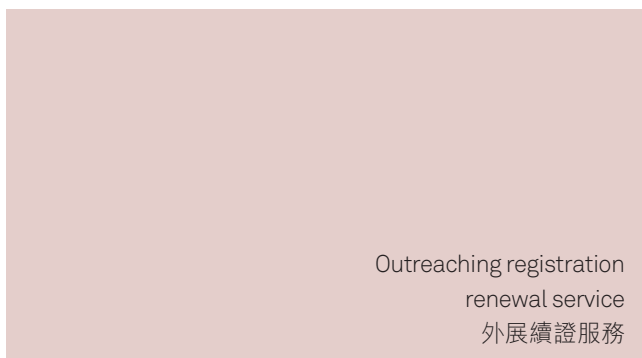 Outreaching registration
renewal service
外展續證服務